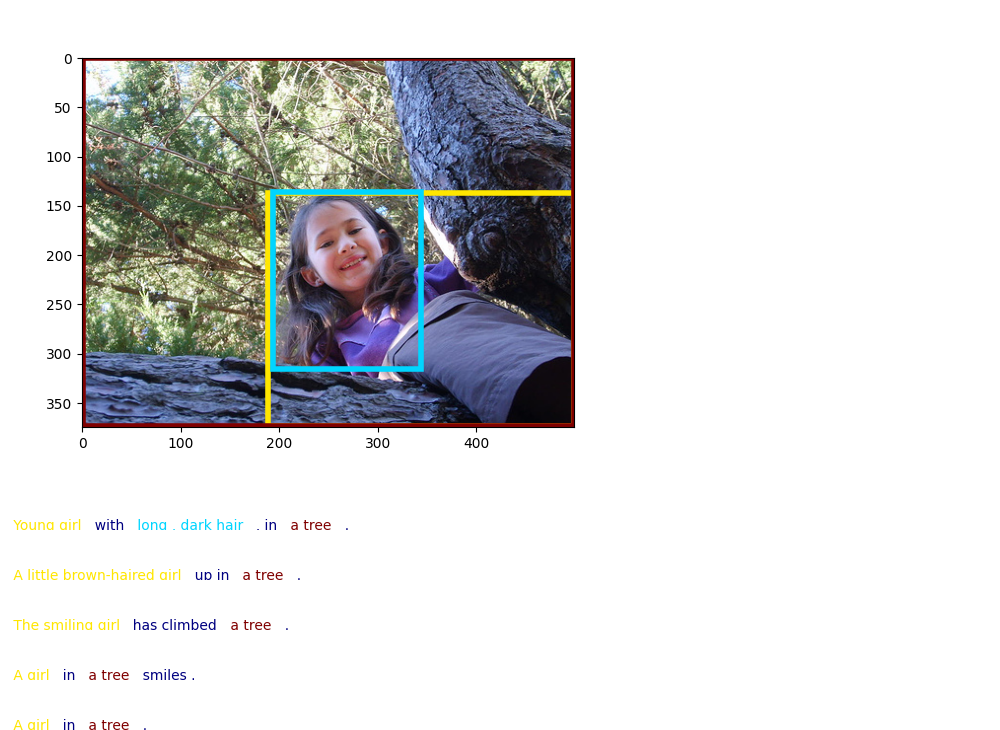 0
50
100
150
200
250
300
350
0 100 200 300 400
Young girl with long , dark hair , in a tree .
A little brown-haired girl up in a tree .
The smiling girl has climbed a tree .
A girl in a tree smiles .
A girl in a tree .